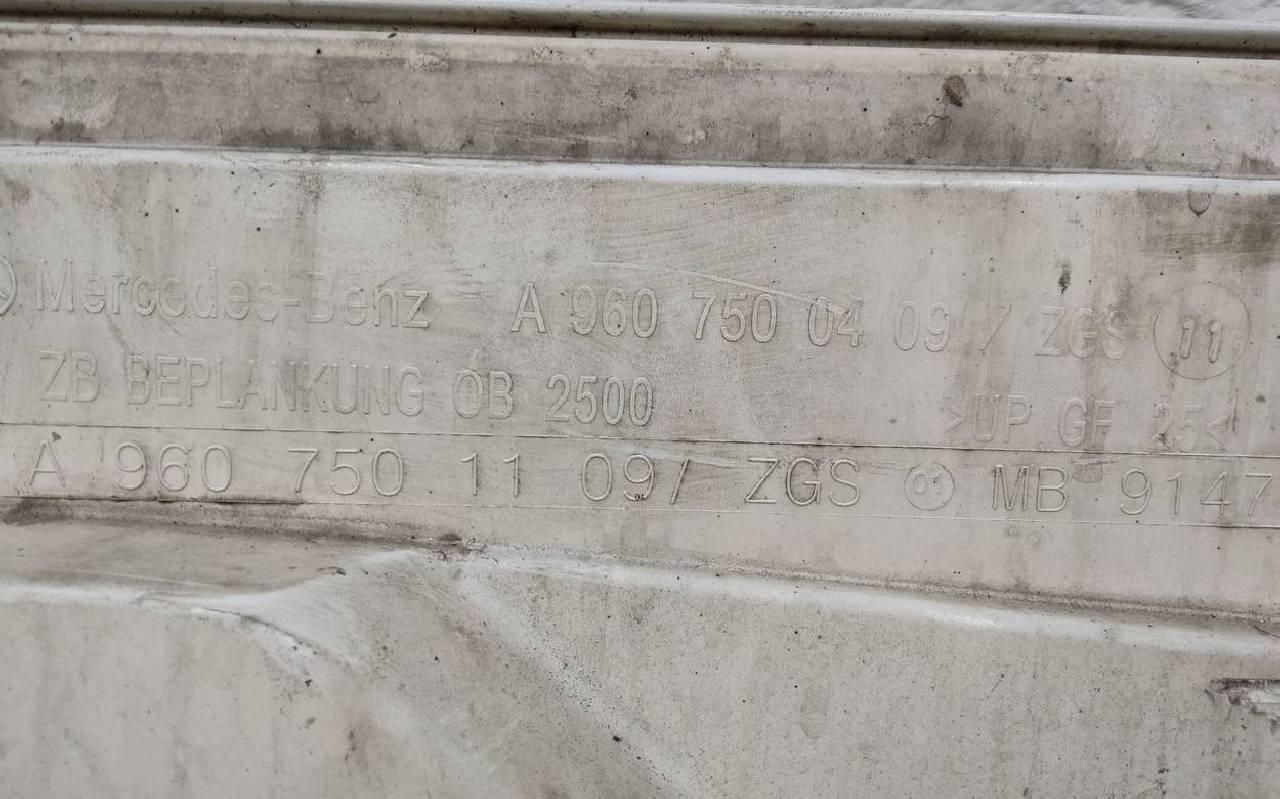 Mercedes-Benz A 960 750 04 09 / ZGS 11
ZB BEPLANKUNG OB 2500 >UP GF 25<
A 960 750 11 09/ ZGS 01 MB 9147